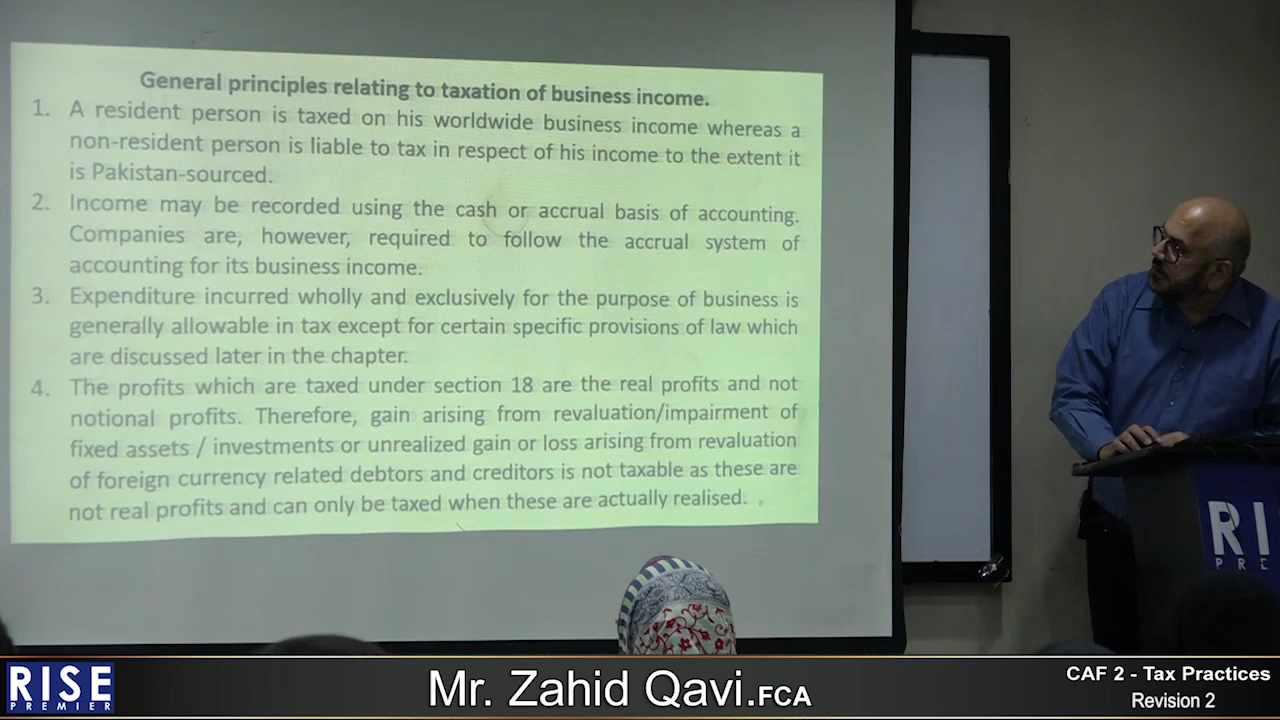 General principles relating to taxation of business income.
1. A resident person is taxed on his worldwide business income whereas a
non-resident person is liable to tax in respect of his income to the extent it
is Pakistan-sourced.
2. Income may be recorded using the cash or accrual basis of accounting.
Companies are, however, required to follow the accrual system of
accounting for its business income.
3. Expenditure incurred wholly and exclusively for the purpose of business is
generally allowable in tax except for certain specific provisions of law which
are discussed later in the chapter.
4. The profits which are taxed under section 18 are the real profits and not
notional profits. Therefore, gain arising from revaluation/impairment of
fixed assets / investments or unrealized gain or loss arising from revaluation
of foreign currency related debtors and creditors is not taxable as these are
not real profits and can only be taxed when these are actually realised.
RI
PRE
RISE
PREMIER
Mr. Zahid Qavi.FCA
CAF 2 - Tax Practices
Revision 2